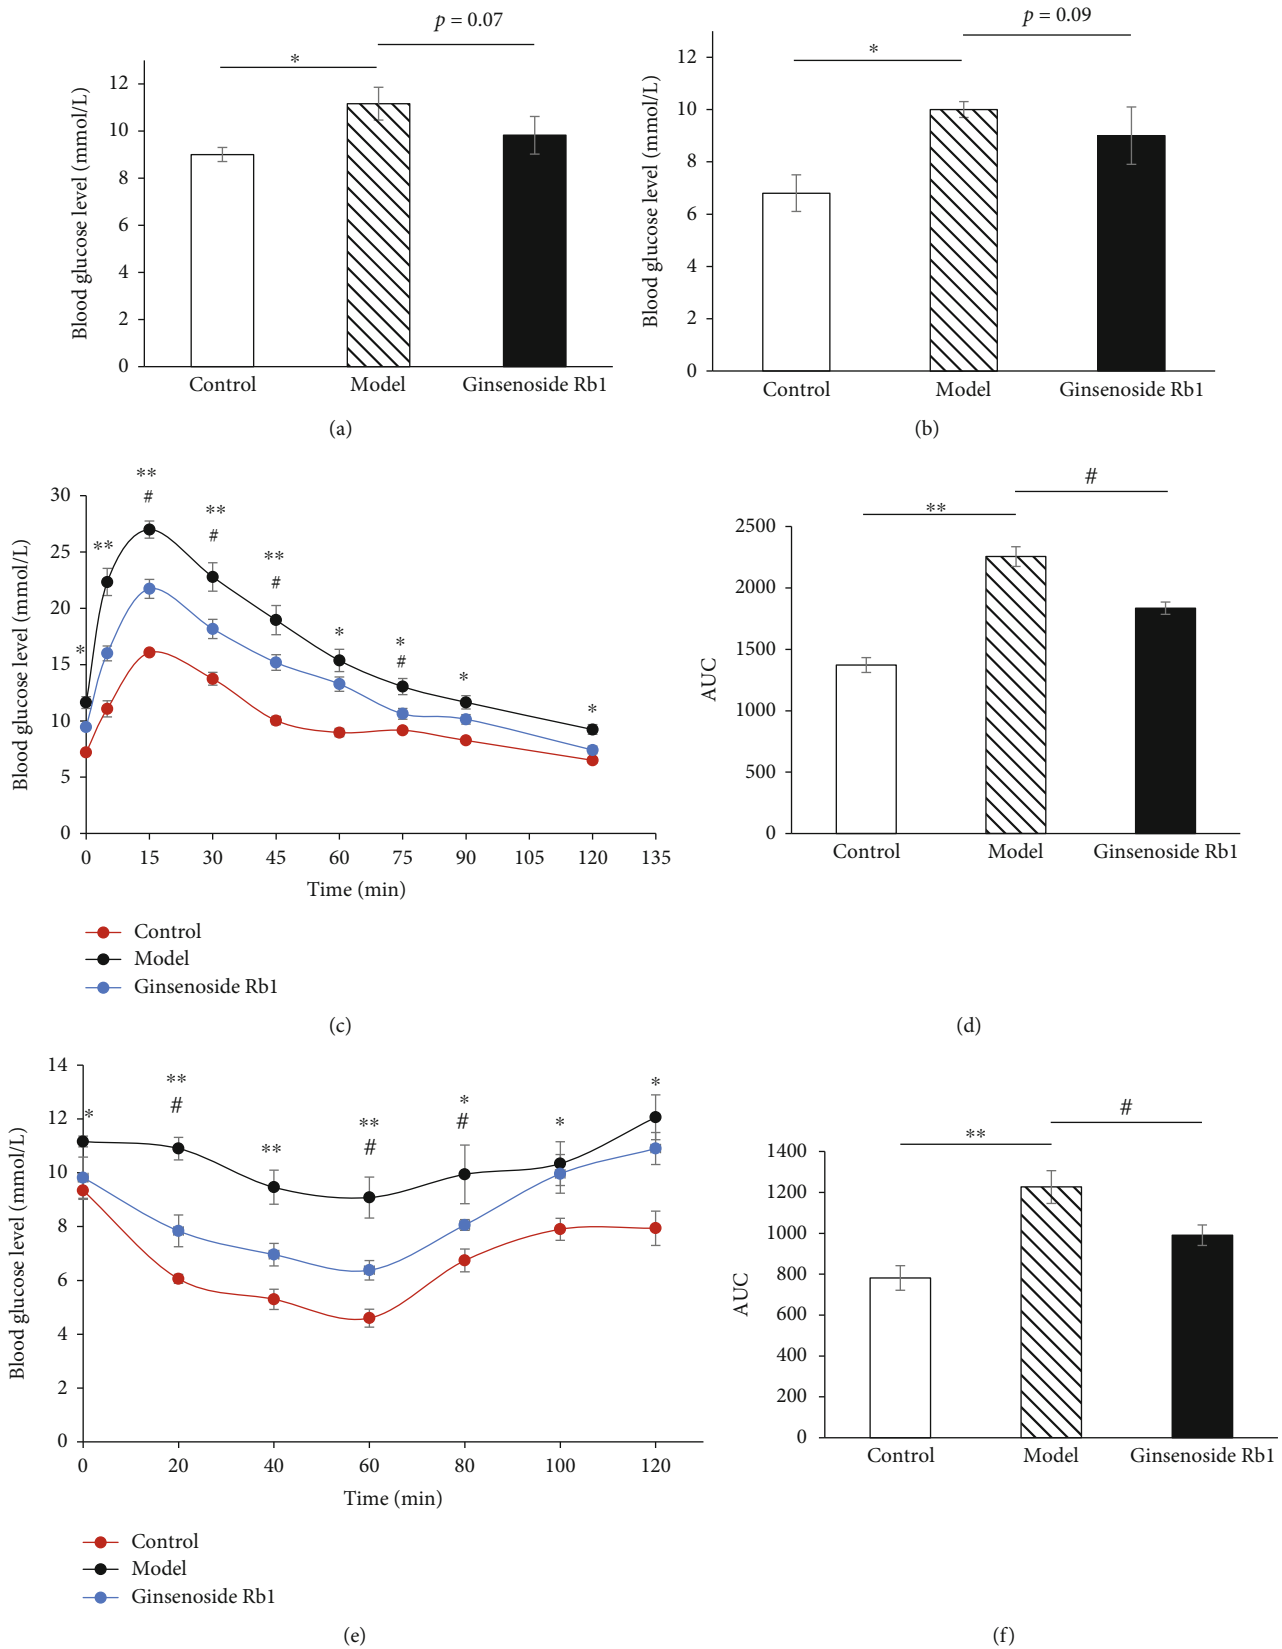 p = 0.07
*
Blood glucose level (mmol/L)
12
10
8
6
4
2
0
Control Model Ginsenoside Rb1
(a)
p = 0.09
*
Blood glucose level (mmol/L)
12
10
8
6
4
2
0
Control Model Ginsenoside Rb1
(b)
Blood glucose level (mmol/L)
30
25
20
15
10
5
0
*
**
**
#
**
#
**
#
*
*
#
*
*
0 15 30 45 60 75 90 105 120 135
Time (min)
Control
Model
Ginsenoside Rb1
(c)
#
**
AUC
2500
2000
1500
1000
500
0
Control Model Ginsenoside Rb1
(d)
Blood glucose level (mmol/L)
14
12
10
8
6
4
2
0
*
**
#
**
**
#
*
#
*
*
0 20 40 60 80 100 120
Time (min)
Control
Model
Ginsenoside Rb1
(e)
#
**
AUC
1400
1200
1000
800
600
400
200
0
Control Model Ginsenoside Rb1
(f)